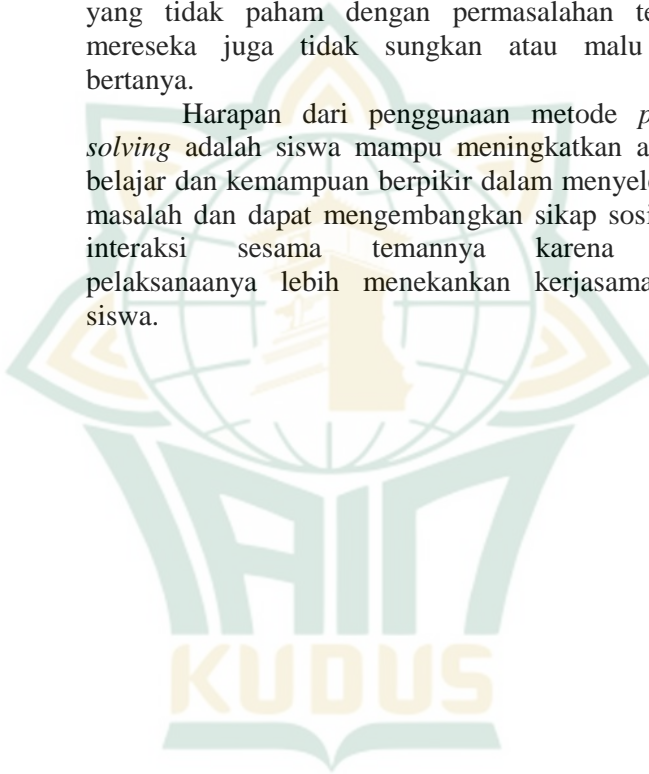 yang tidak paham dengan permasalahan te
mereseka juga tidak sungkan atau malu
bertanya.
Harapan dari penggunaan metode p
solving adalah siswa mampu meningkatkan a
belajar dan kemampuan berpikir dalam menyele
masalah dan dapat mengembangkan sikap sosi
interaksi sesama temannya karena
pelaksanaanya lebih menekankan kerjasama
siswa.
IAIN
KUDUS